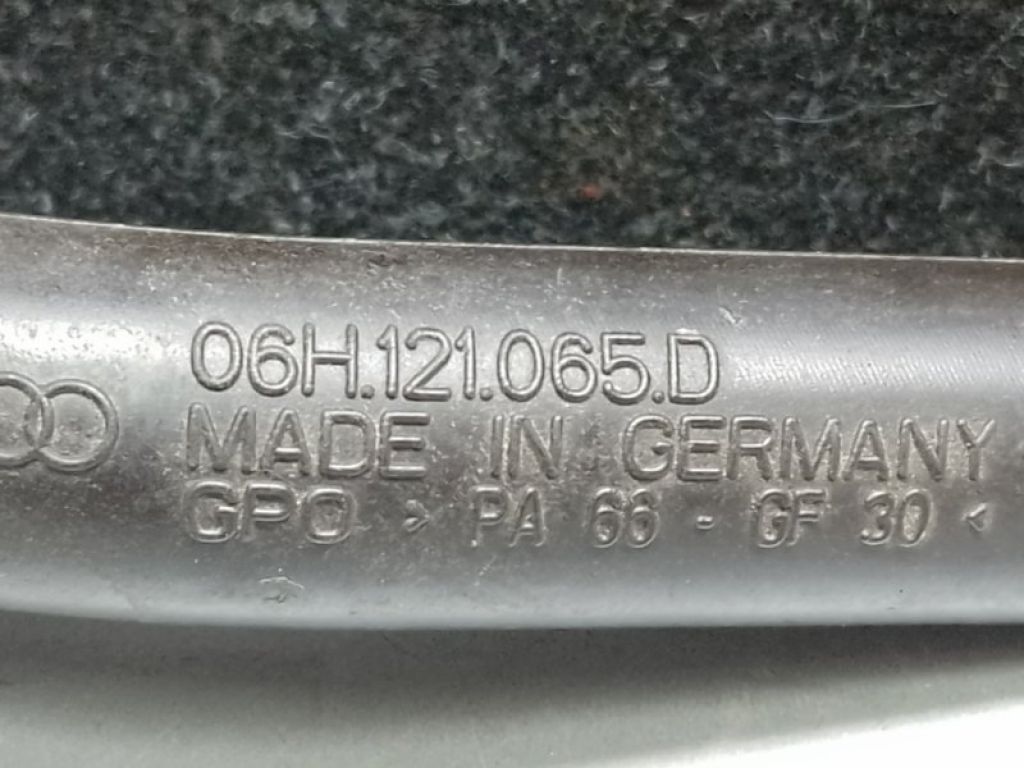 06H.121.065.D
MADE IN GERMANY
GPO > PA 66 - GF 30 <